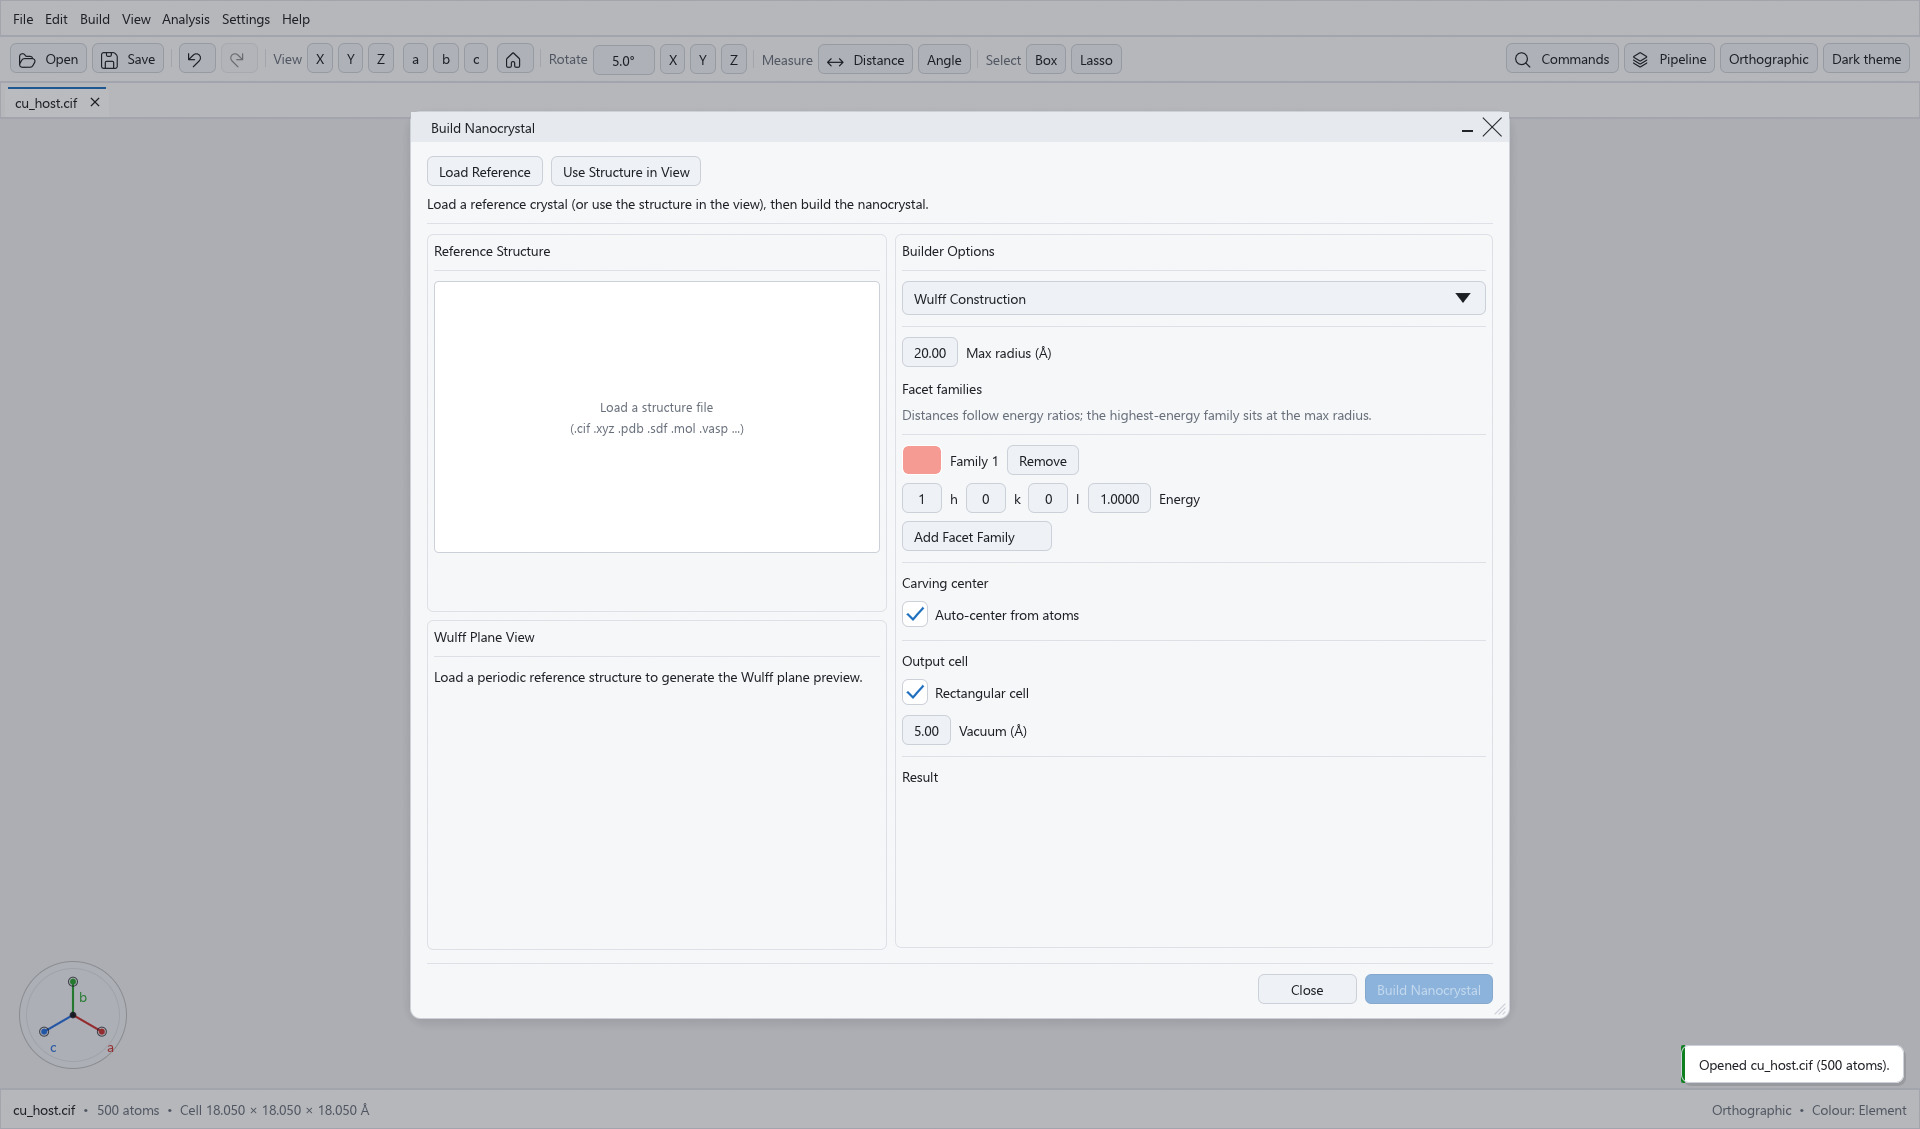 File Edit Build View Analysis Settings Help
Open Save View X Y Z a b c Rotate 5.0° X Y Z Measure Distance Angle Select Box Lasso Commands Pipeline Orthographic Dark theme
cu_host.cif
Build Nanocrystal
Load Reference Use Structure in View
Load a reference crystal (or use the structure in the view), then build the nanocrystal.
Reference Structure
Load a structure file
(.cif .xyz .pdb .sdf .mol .vasp ...)
Wulff Plane View
Load a periodic reference structure to generate the Wulff plane preview.
Builder Options
Wulff Construction
20.00 Max radius (Å)
Facet families
Distances follow energy ratios; the highest-energy family sits at the max radius.
Family 1 Remove
1 h 0 k 0 l 1.0000 Energy
Add Facet Family
Carving center
Auto-center from atoms
Output cell
Rectangular cell
5.00 Vacuum (Å)
Result
Close Build Nanocrystal
b
c a
Opened cu_host.cif (500 atoms).
cu_host.cif • 500 atoms • Cell 18.050 × 18.050 × 18.050 Å
Orthographic • Colour: Element